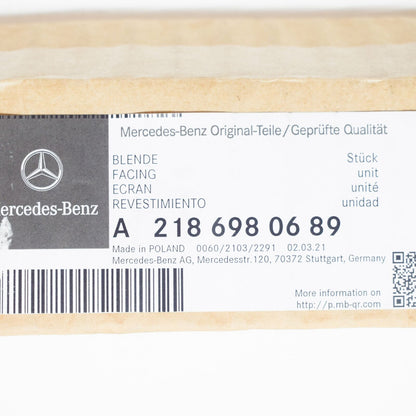 Mercedes-Benz Original-Teile/Geprüfte Qualität
BLENDE Stück
FACING unit
ECRAN unité
REVESTIMIENTO unidad
ercedes-Benz
A 218 698 06 89
Made in POLAND 0060/2103/2291 02.03.21
Mercedes-Benz AG, Mercedesstr.120, 70372 Stuttgart, Germany
More information on
http://p.mb-qr.com